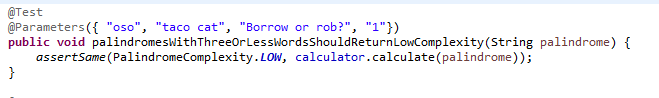 @Test
@Parameters({ "oso", "taco cat", "Borrow or rob?", "1"})
public void palindromesWithThreeOrLessWordsShouldReturnLowComplexity(String palindrome) {
    assertSame(PalindromeComplexity.LOW, calculator.calculate(palindrome));
}